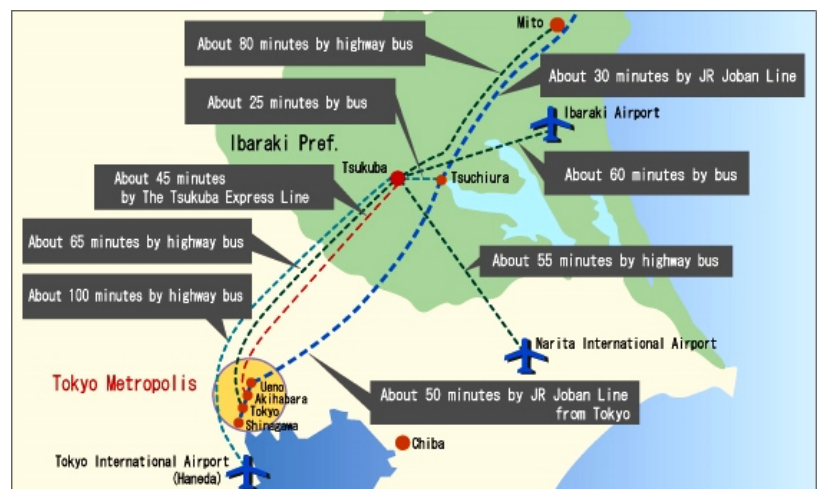 Mito
About 80 minutes by highway bus
About 30 minutes by JR Joban Line
About 25 minutes by bus
Ibaraki Airport
Ibaraki Pref.
Tsukuba
Tsuchiura
About 60 minutes by bus
About 45 minutes
by The Tsukuba Express Line
About 65 minutes by highway bus
About 55 minutes by highway bus
About 100 minutes by highway bus
Narita International Airport
Tokyo Metropolis
Ueno
Akihabara
Tokyo
Shinagawa
About 50 minutes by JR Joban Line
from Tokyo
Chiba
Tokyo International Airport
(Haneda)